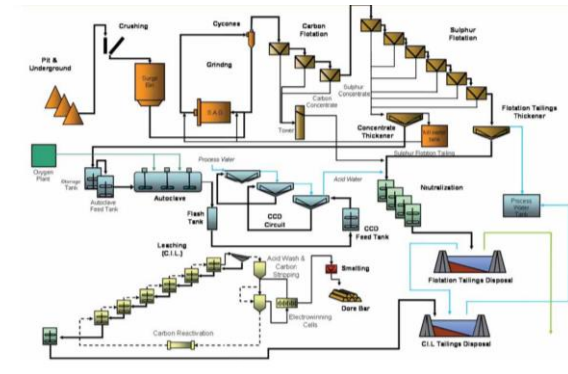 Crushing
Cycones
Carbon
Flotation
Sulphur
Flotation
Pit &
Underground
Surge
Bin
Grindng
S.A.G.
Carbon
Concentrate
Sulphur
Concentrate
Tower
Concentrate
Thickener
Flotation Tailings
Thickener
Sulphur Flotation Tailing
Oxygen
Plant
Storage
Tank
Autoclave
Feed Tank
Autoclave
Process Water
Acid Water
Flash
Tank
CCD
Circuit
CCD
Feed Tank
Nutralization
Process
Water
Tank
Leaching
(C.I.L.)
Acid Wash &
Carbon
Stripping
Smelting
Dore Bar
Electrowinning
Cells
Carbon Reactivation
Flotation Tailings Disposal
C.I.L Tailings Disposal